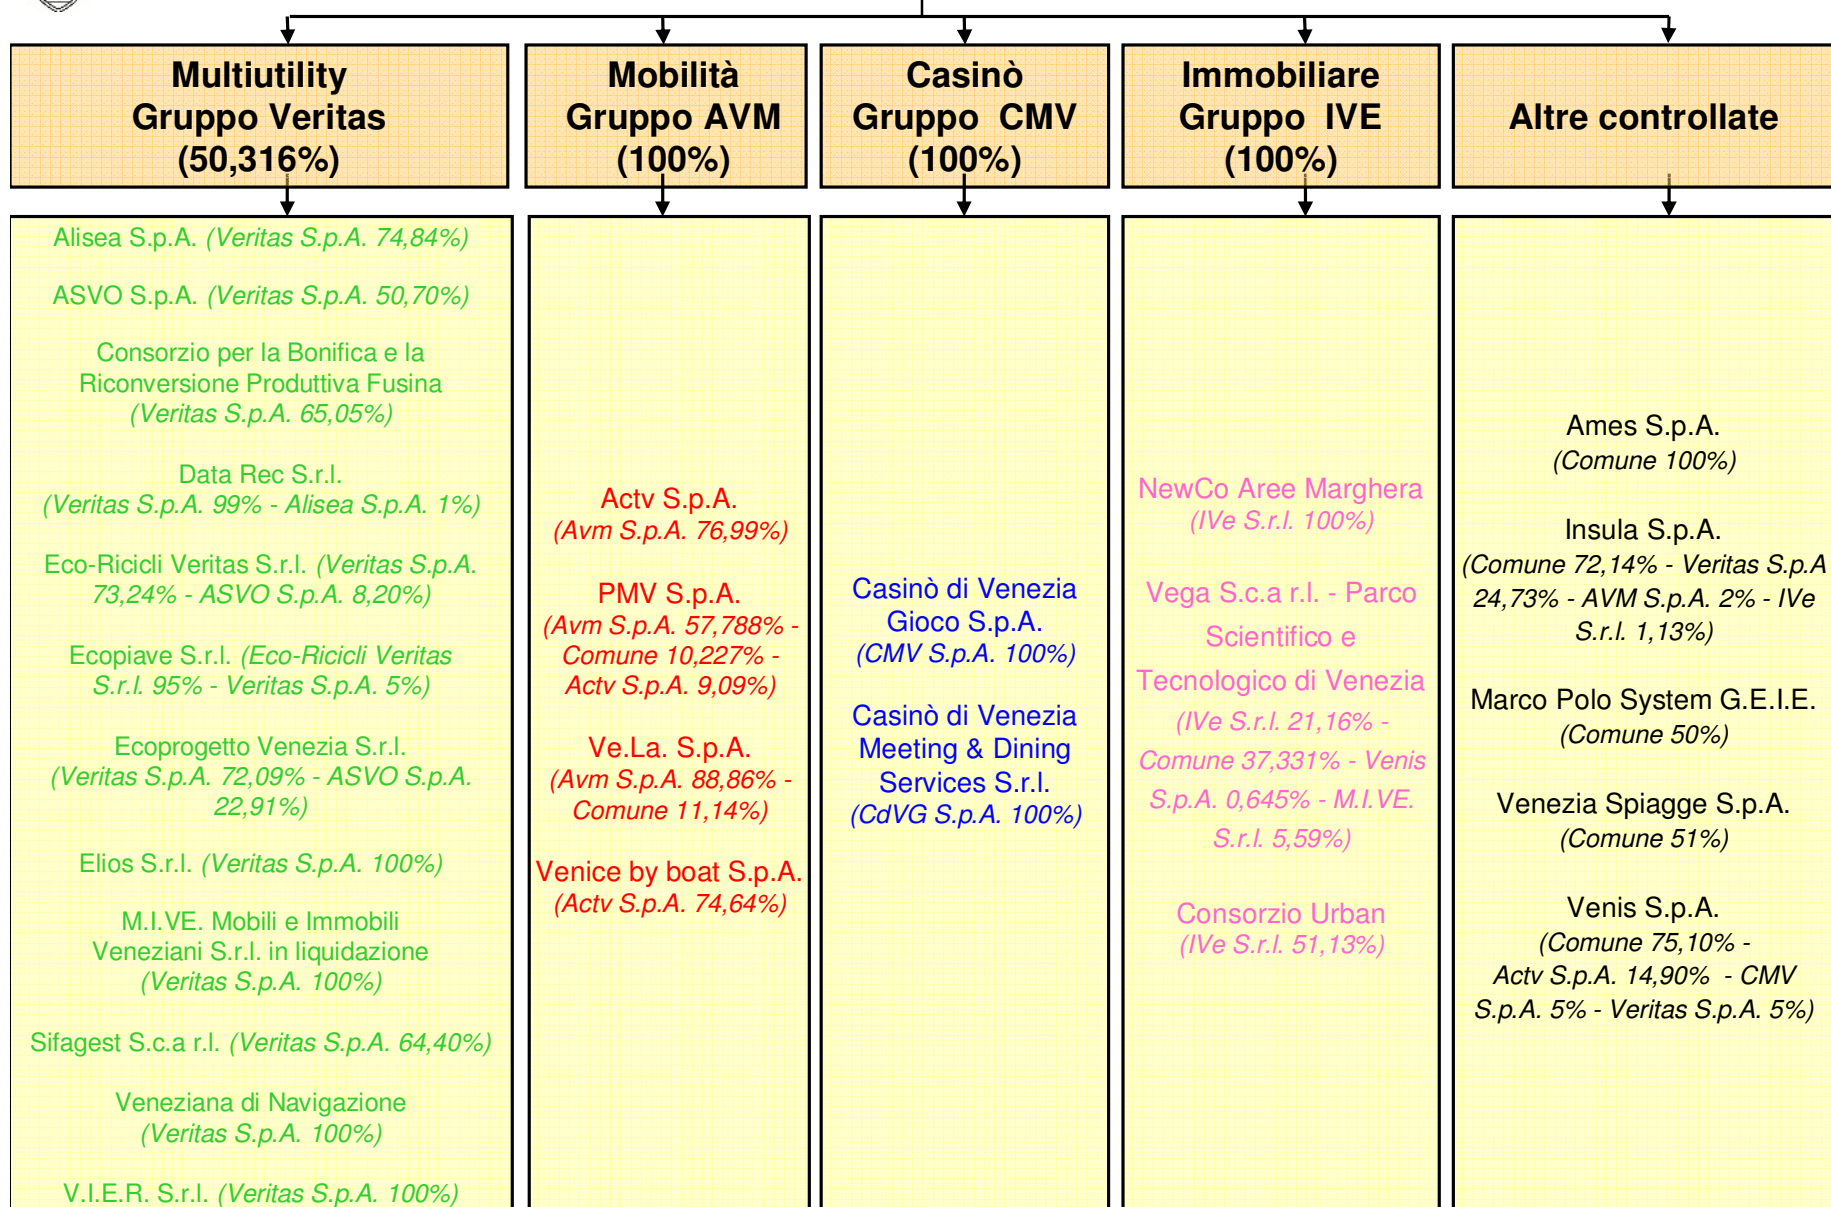 Multiutility
Gruppo Veritas
(50,316%)
Mobilità
Gruppo AVM
(100%)
Casinò
Gruppo CMV
(100%)
Immobiliare
Gruppo IVE
(100%)
Altre controllate
Alisea S.p.A. (Veritas S.p.A. 74,84%)
ASVO S.p.A. (Veritas S.p.A. 50,70%)
Consorzio per la Bonifica e la
Riconversione Produttiva Fusina
(Veritas S.p.A. 65,05%)
Data Rec S.r.l.
(Veritas S.p.A. 99% - Alisea S.p.A. 1%)
Eco-Ricicli Veritas S.r.l. (Veritas S.p.A.
73,24% - ASVO S.p.A. 8,20%)
Ecopiave S.r.l. (Eco-Ricicli Veritas
S.r.l. 95% - Veritas S.p.A. 5%)
Ecoprogetto Venezia S.r.l.
(Veritas S.p.A. 72,09% - ASVO S.p.A.
22,91%)
Elios S.r.l. (Veritas S.p.A. 100%)
M.I.VE. Mobili e Immobili
Veneziani S.r.l. in liquidazione
(Veritas S.p.A. 100%)
Sifagest S.c.a r.l. (Veritas S.p.A. 64,40%)
Veneziana di Navigazione
(Veritas S.p.A. 100%)
V.I.E.R. S.r.l. (Veritas S.p.A. 100%)
Actv S.p.A.
(Avm S.p.A. 76,99%)
PMV S.p.A.
(Avm S.p.A. 57,788% -
Comune 10,227% -
Actv S.p.A. 9,09%)
Ve.La. S.p.A.
(Avm S.p.A. 88,86% -
Comune 11,14%)
Venice by boat S.p.A.
(Actv S.p.A. 74,64%)
Casinò di Venezia
Gioco S.p.A.
(CMV S.p.A. 100%)
Casinò di Venezia
Meeting & Dining
Services S.r.l.
(CdVG S.p.A. 100%)
NewCo Aree Marghera
(IVe S.r.l. 100%)
Vega S.c.a r.l. - Parco
Scientifico e
Tecnologico di Venezia
(IVe S.r.l. 21,16% -
Comune 37,331% - Venis
S.p.A. 0,645% - M.I.VE.
S.r.l. 5,59%)
Consorzio Urban
(IVe S.r.l. 51,13%)
Ames S.p.A.
(Comune 100%)
Insula S.p.A.
(Comune 72,14% - Veritas S.p.A
24,73% - AVM S.p.A. 2% - IVe
S.r.l. 1,13%)
Marco Polo System G.E.I.E.
(Comune 50%)
Venezia Spiagge S.p.A.
(Comune 51%)
Venis S.p.A.
(Comune 75,10% -
Actv S.p.A. 14,90% - CMV
S.p.A. 5% - Veritas S.p.A. 5%)